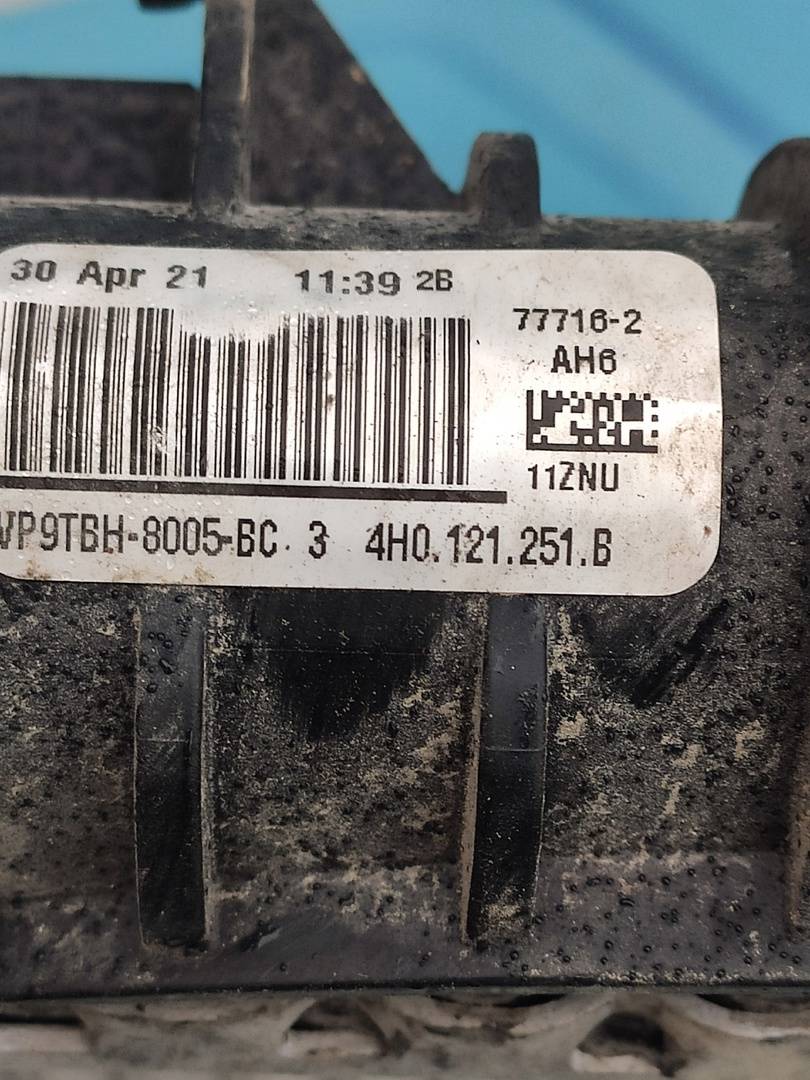 30 Apr 21 11:39 2B
77716-2
AH6
11ZNU
VP9TBH-8005-BC 3 4H0.121.251.B